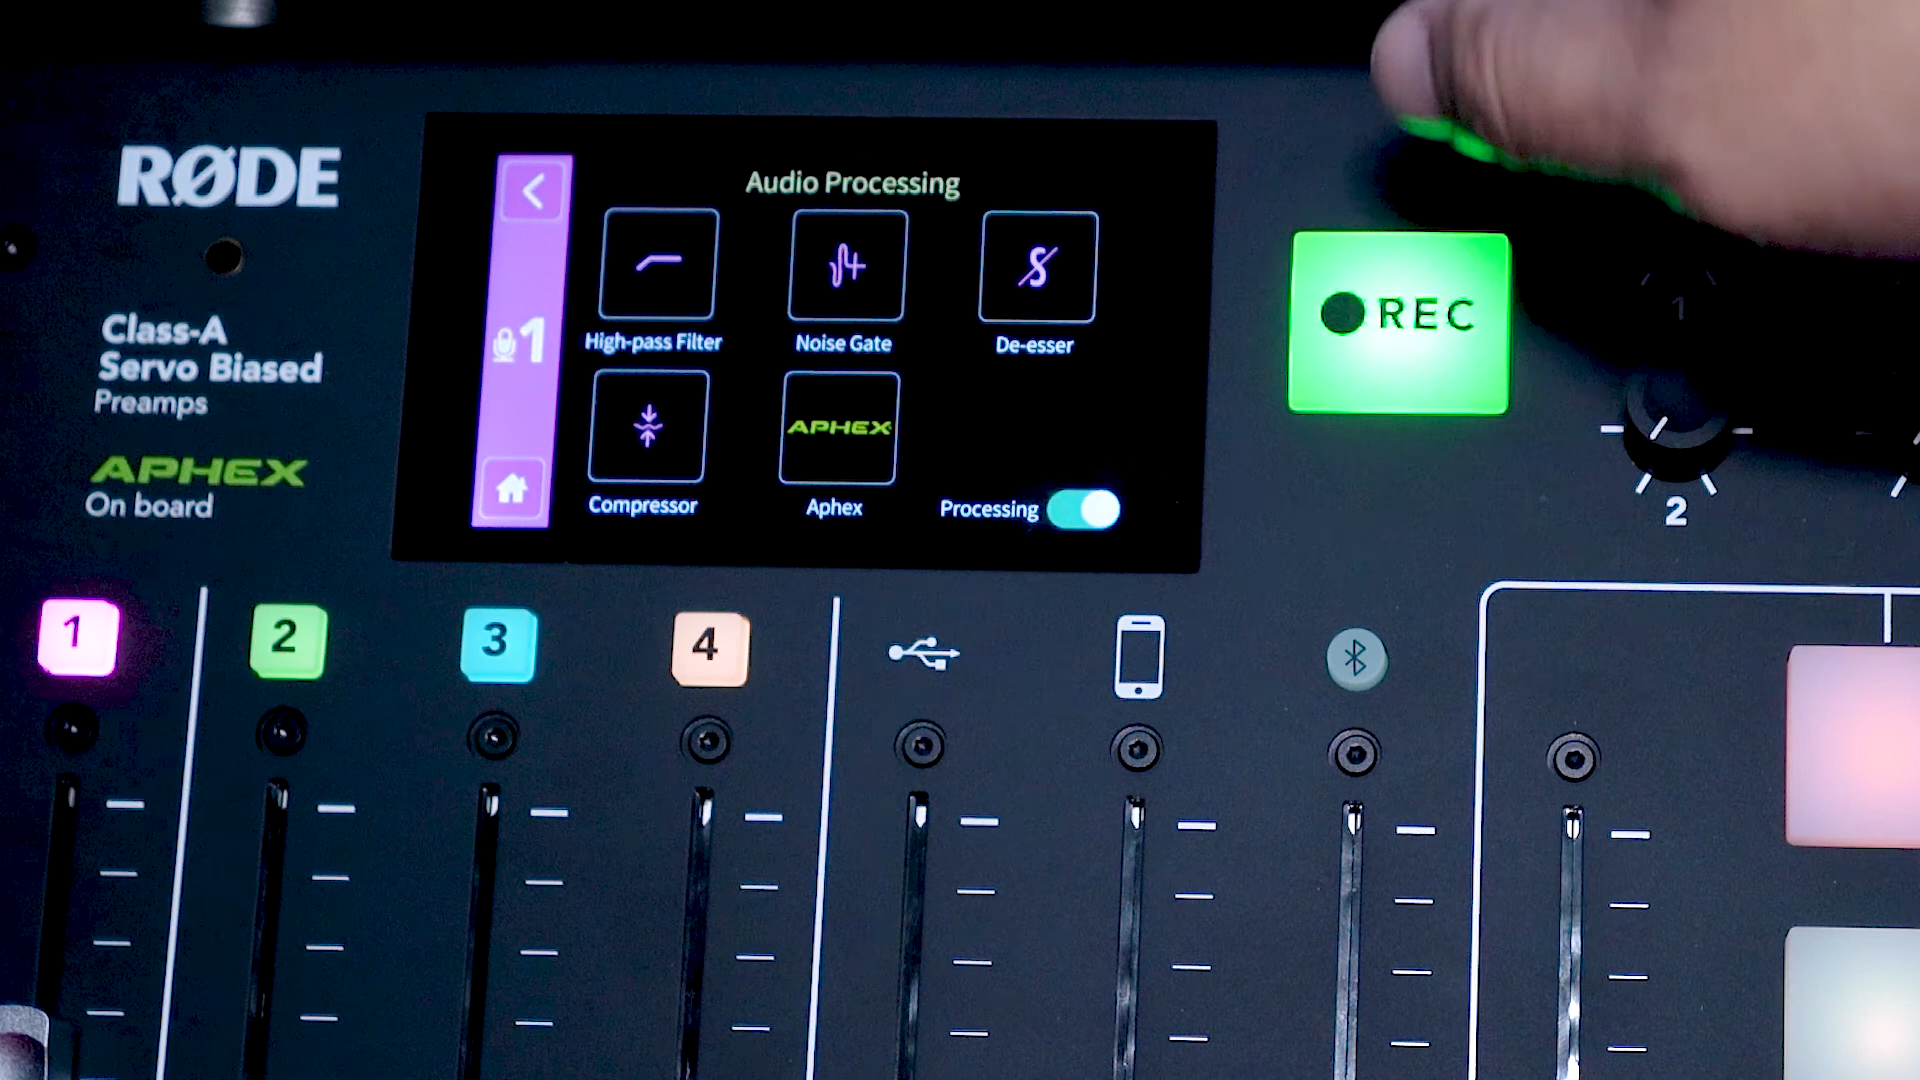 RØDE
Class-A
Servo Biased
Preamps
APHEX
On board
Audio Processing
1
High-pass Filter
Noise Gate
De-esser
APHEX
Compressor
Aphex
Processing
REC
1
2
1
2
3
4